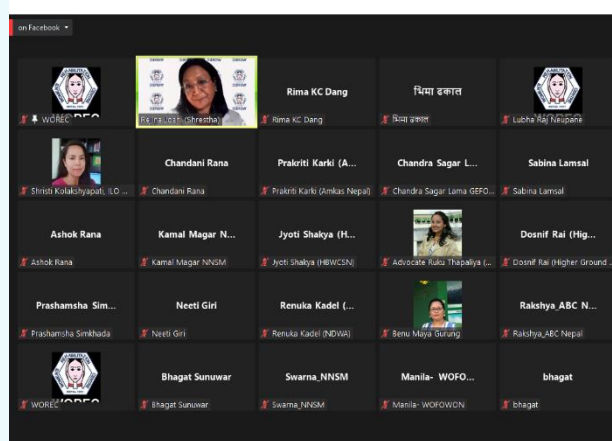 on Facebook
WOREC
Rima KC Dang
Rima KC Dang
भिमा ढकाल
भिमा ढकाल
Lubha Raj Neupane
Shristi Kolakshyapati, ILO ...
Chandani Rana
Chandani Rana
Prakriti Karki (A...
Prakriti Karki (Amkas Nepal)
Chandra Sagar L...
Chandra Sagar Lama GEFO...
Sabina Lamsal
Sabina Lamsal
Ashok Rana
Ashok Rana
Kamal Magar N...
Kamal Magar NNSM
Jyoti Shakya (H...
Jyoti Shakya (HBWCSN)
Advocate Ruku Thapaliya (...
Dosnif Rai (Hig...
Dosnif Rai (Higher Ground ...
Prashamsha Sim...
Prashamsha Simkhada
Neeti Giri
Neeti Giri
Renuka Kadel (...
Renuka Kadel (NDWA)
Benu Maya Gurung
Rakshya_ABC N...
Rakshya_ABC Nepal
WOREC
Bhagat Sunuwar
Bhagat Sunuwar
Swarna_NNSM
Swarna_NNSM
Manila- WOFO...
Manila- WOFOWON
bhagat
bhagat